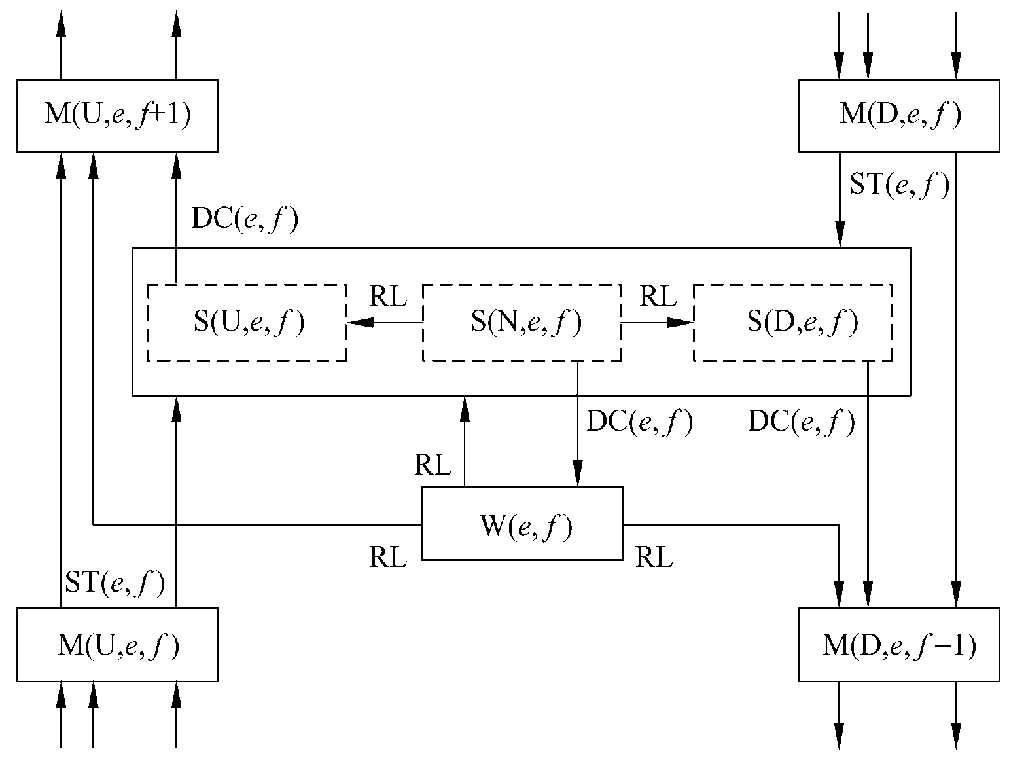 M(U,e,f+1)
M(D,e,f)
ST(e,f)
DC(e,f)
RL
RL
S(U,e,f)
S(N,e,f)
S(D,e,f)
DC(e,f)
DC(e,f)
RL
W(e,f)
RL
RL
ST(e,f)
M(U,e,f)
M(D,e,f−1)